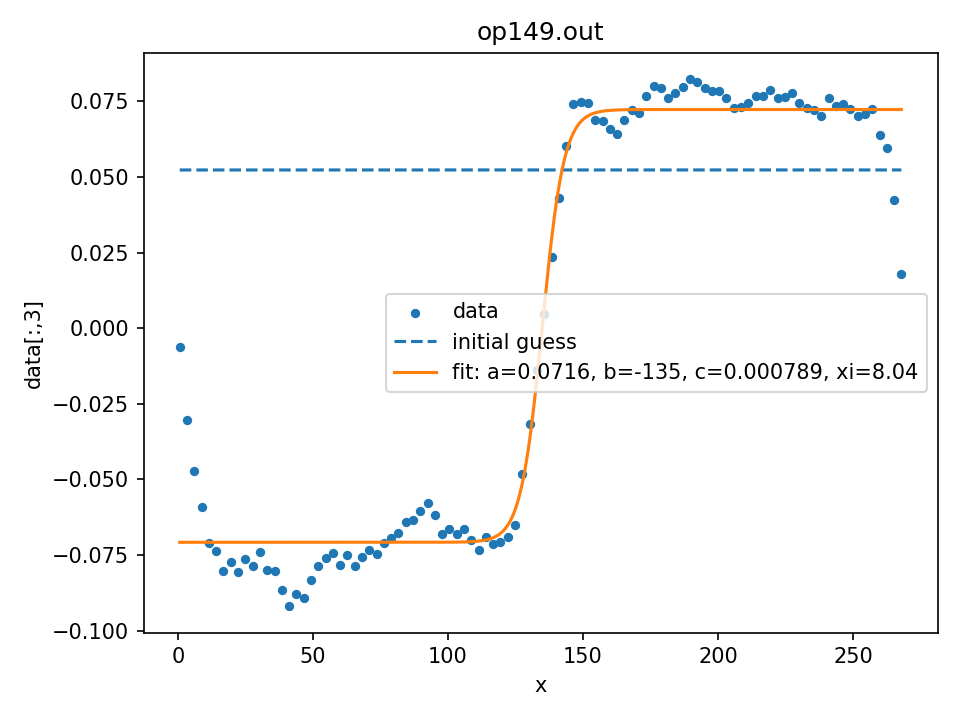 op149.out
data[:,3]
0.075
0.050
0.025
0.000
−0.025
−0.050
−0.075
−0.100
data
initial guess
fit: a=0.0716, b=-135, c=0.000789, xi=8.04
0 50 100 150 200 250
x